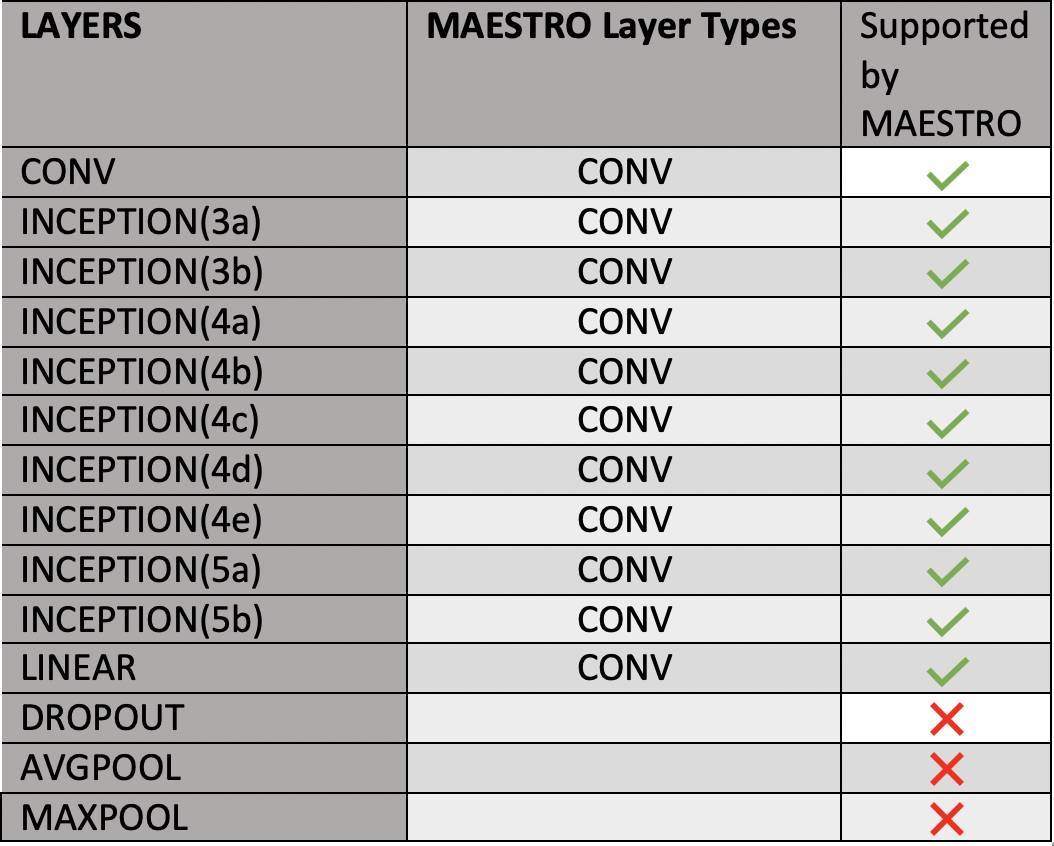 LAYERS MAESTRO Layer Types Supported
by
MAESTRO
CONV CONV
INCEPTION(3a) CONV
INCEPTION(3b) CONV
INCEPTION(4a) CONV
INCEPTION(4b) CONV
INCEPTION(4c) CONV
INCEPTION(4d) CONV
INCEPTION(4e) CONV
INCEPTION(5a) CONV
INCEPTION(5b) CONV
LINEAR CONV
DROPOUT
AVGPOOL
MAXPOOL